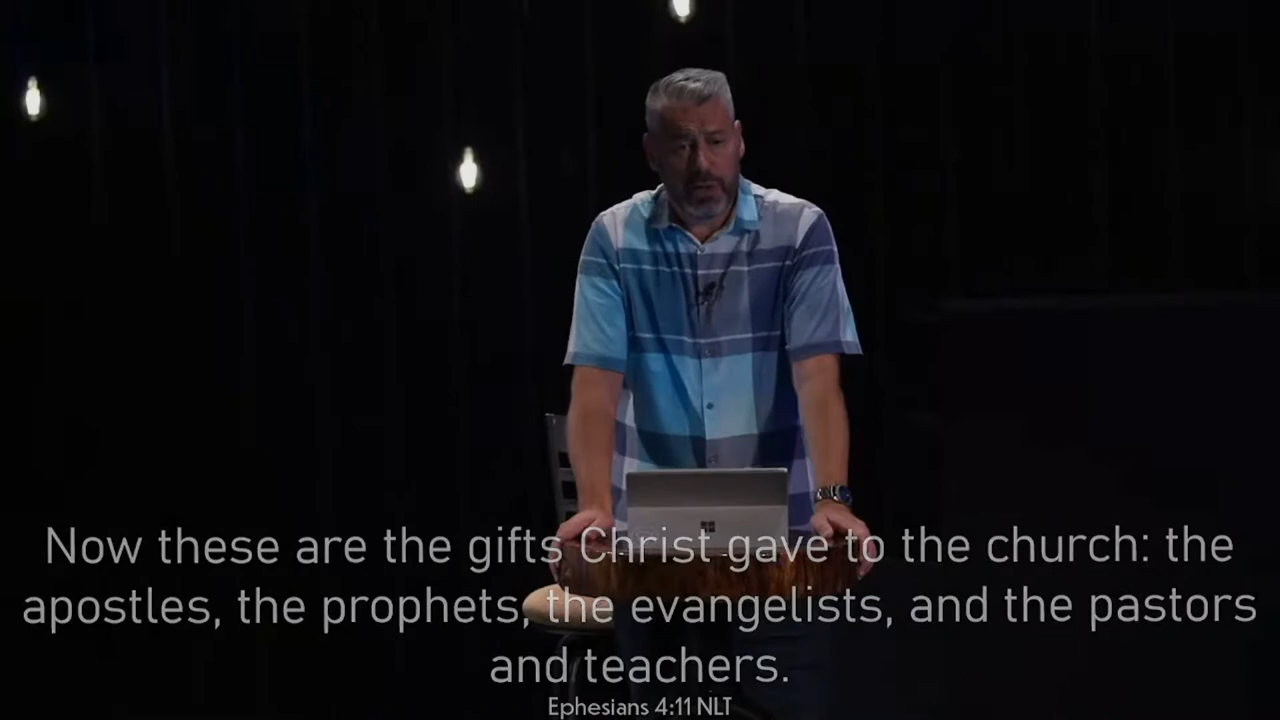 Now these are the gifts Christ gave to the church: the
apostles, the prophets, the evangelists, and the pastors
and teachers.
Ephesians 4:11 NLT